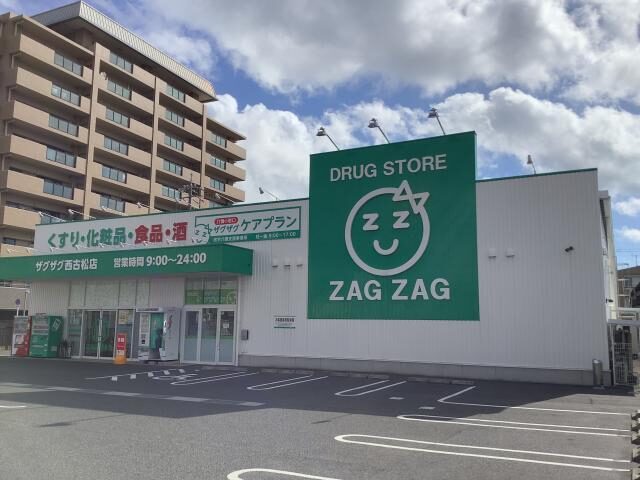 DRUG STORE
z z
ZAG ZAG
くすり・化粧品・食品・酒
ザグザグ ケアプラン
ザグザグ西古松店 営業時間 9:00~24:00